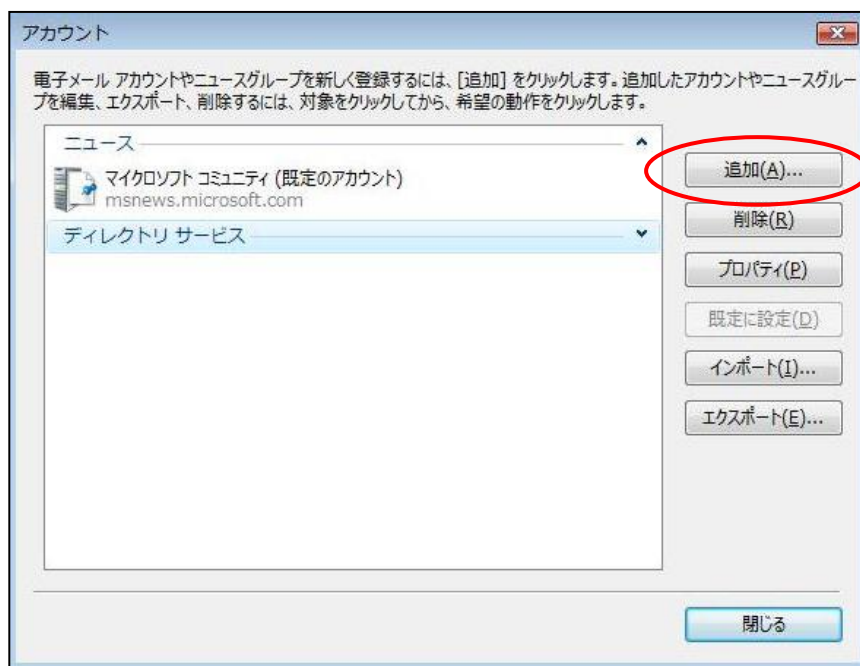 アカウント
電子メール アカウントやニュースグループを新しく登録するには、[追加] をクリックします。追加したアカウントやニュースグルー
プを編集、エクスポート、削除するには、対象をクリックしてから、希望の動作をクリックします。
ニュース
マイクロソフト コミュニティ (既定のアカウント)
msnews.microsoft.com
ディレクトリ サービス
追加(A)...
削除(R)
プロパティ(P)
既定に設定(D)
インポート(I)...
エクスポート(E)...
閉じる